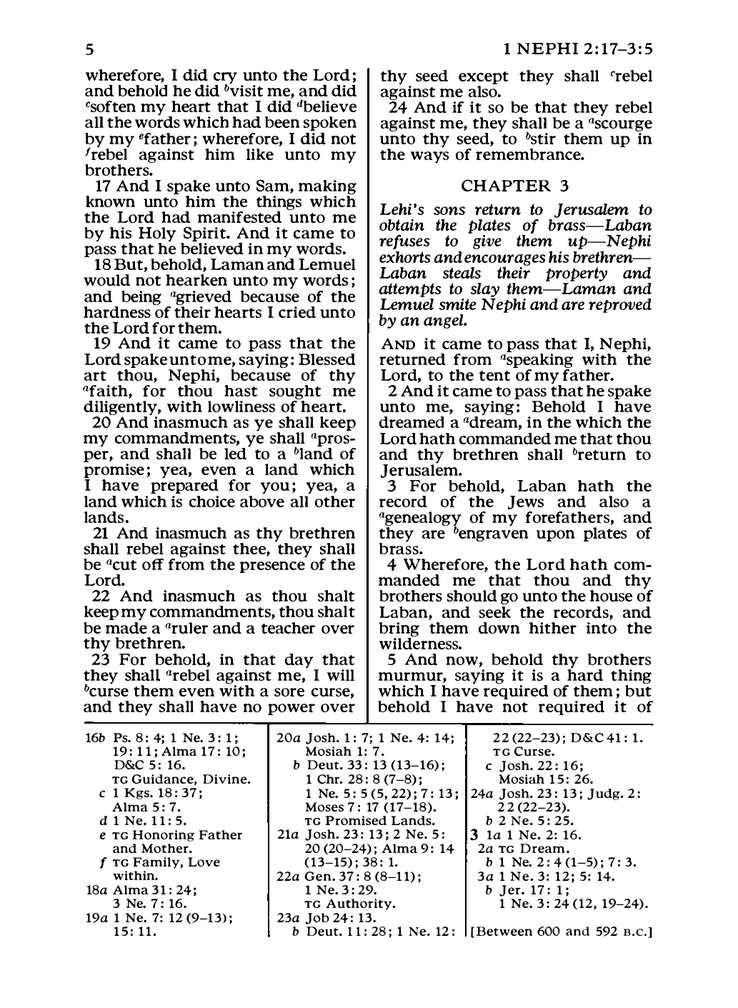 5
1 NEPHI 2:17–3:5
wherefore, I did cry unto the Lord;
and behold he did ᵇvisit me, and did
ᶜsoften my heart that I did ᵈbelieve
all the words which had been spoken
by my ᵉfather; wherefore, I did not
ᶠrebel against him like unto my
brothers.
17 And I spake unto Sam, making
known unto him the things which
the Lord had manifested unto me
by his Holy Spirit. And it came to
pass that he believed in my words.
18 But, behold, Laman and Lemuel
would not hearken unto my words;
and being ᵃgrieved because of the
hardness of their hearts I cried unto
the Lord for them.
19 And it came to pass that the
Lord spake unto me, saying: Blessed
art thou, Nephi, because of thy
ᵃfaith, for thou hast sought me
diligently, with lowliness of heart.
20 And inasmuch as ye shall keep
my commandments, ye shall ᵃpros-
per, and shall be led to a ᵇland of
promise; yea, even a land which
I have prepared for you; yea, a
land which is choice above all other
lands.
21 And inasmuch as thy brethren
shall rebel against thee, they shall
be ᵃcut off from the presence of the
Lord.
22 And inasmuch as thou shalt
keep my commandments, thou shalt
be made a ᵃruler and a teacher over
thy brethren.
23 For behold, in that day that
they shall ᵃrebel against me, I will
ᵇcurse them even with a sore curse,
and they shall have no power over
thy seed except they shall ᶜrebel
against me also.
24 And if it so be that they rebel
against me, they shall be a ᵃscourge
unto thy seed, to ᵇstir them up in
the ways of remembrance.
CHAPTER 3
Lehi's sons return to Jerusalem to
obtain the plates of brass—Laban
refuses to give them up—Nephi
exhorts and encourages his brethren—
Laban steals their property and
attempts to slay them—Laman and
Lemuel smite Nephi and are reproved
by an angel.
AND it came to pass that I, Nephi,
returned from ᵃspeaking with the
Lord, to the tent of my father.
2 And it came to pass that he spake
unto me, saying: Behold I have
dreamed a ᵃdream, in the which the
Lord hath commanded me that thou
and thy brethren shall ᵇreturn to
Jerusalem.
3 For behold, Laban hath the
record of the Jews and also a
ᵃgenealogy of my forefathers, and
they are ᵇengraven upon plates of
brass.
4 Wherefore, the Lord hath com-
manded me that thou and thy
brothers should go unto the house of
Laban, and seek the records, and
bring them down hither into the
wilderness.
5 And now, behold thy brothers
murmur, saying it is a hard thing
which I have required of them; but
behold I have not required it of
16b Ps. 8: 4; 1 Ne. 3: 1;
19: 11; Alma 17: 10;
D&C 5: 16.
TG Guidance, Divine.
c 1 Kgs. 18: 37;
Alma 5: 7.
d 1 Ne. 11: 5.
e TG Honoring Father
and Mother.
f TG Family, Love
within.
18a Alma 31: 24;
3 Ne. 7: 16.
19a 1 Ne. 7: 12 (9–13);
15: 11.
20a Josh. 1: 7; 1 Ne. 4: 14;
Mosiah 1: 7.
b Deut. 33: 13 (13–16);
1 Chr. 28: 8 (7–8);
1 Ne. 5: 5 (5, 22); 7: 13;
Moses 7: 17 (17–18).
TG Promised Lands.
21a Josh. 23: 13; 2 Ne. 5:
20 (20–24); Alma 9: 14
(13–15); 38: 1.
22a Gen. 37: 8 (8–11);
1 Ne. 3: 29.
TG Authority.
23a Job 24: 13.
b Deut. 11: 28; 1 Ne. 12:
22 (22–23); D&C 41: 1.
TG Curse.
c Josh. 22: 16;
Mosiah 15: 26.
24a Josh. 23: 13; Judg. 2:
22 (22–23).
b 2 Ne. 5: 25.
3 1a 1 Ne. 2: 16.
2a TG Dream.
b 1 Ne. 2: 4 (1–5); 7: 3.
3a 1 Ne. 3: 12; 5: 14.
b Jer. 17: 1;
1 Ne. 3: 24 (12, 19–24).
[Between 600 and 592 B.C.]